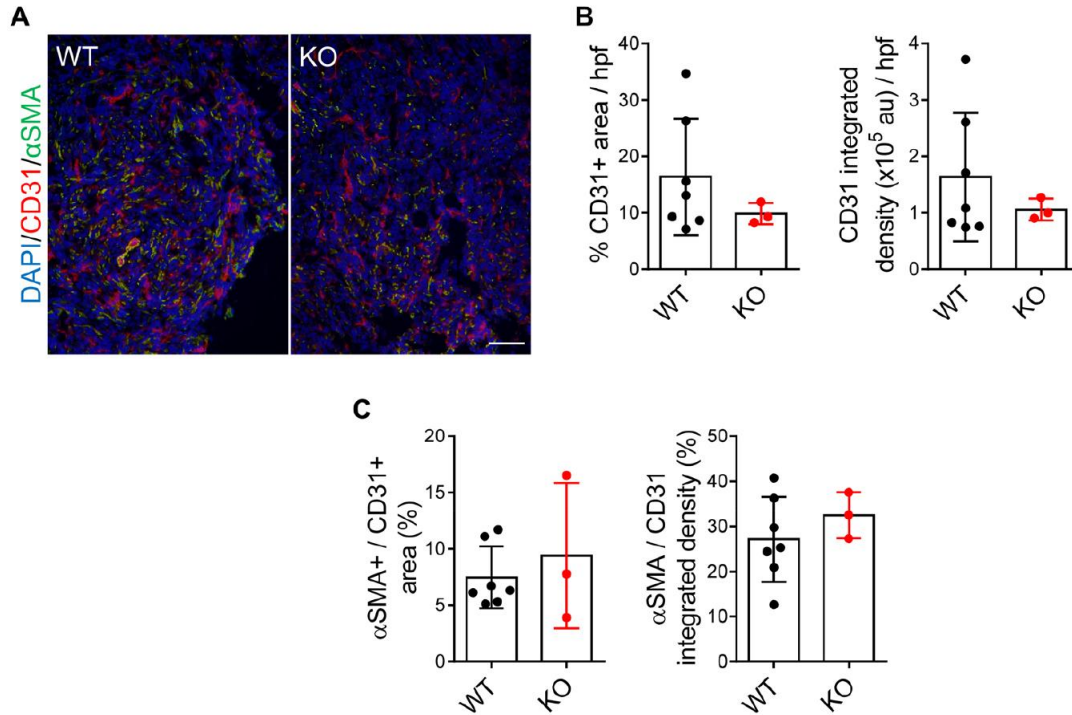 A
WT
KO
DAPI/CD31/αSMA
B
% CD31+ area / hpf
40
30
20
10
0
WT
KO
CD31 integrated
density (x10⁵ au) / hpf
4
3
2
1
0
WT
KO
C
αSMA+ / CD31+
area (%)
20
15
10
5
0
WT
KO
αSMA / CD31
integrated density (%)
50
40
30
20
10
0
WT
KO